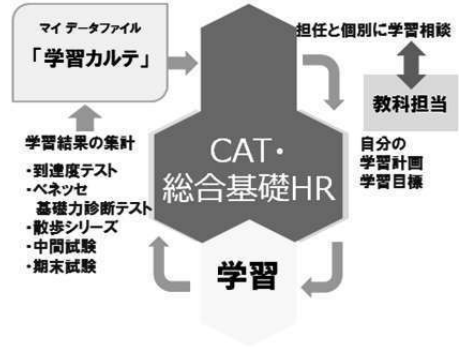 マイ データファイル
「学習カルテ」
担任と個別に学習相談
教科担当
学習結果の集計
・到達度テスト
・ベネッセ
基礎力診断テスト
・散歩シリーズ
・中間試験
・期末試験
CAT・
総合基礎HR
自分の
学習計画
学習目標
学習